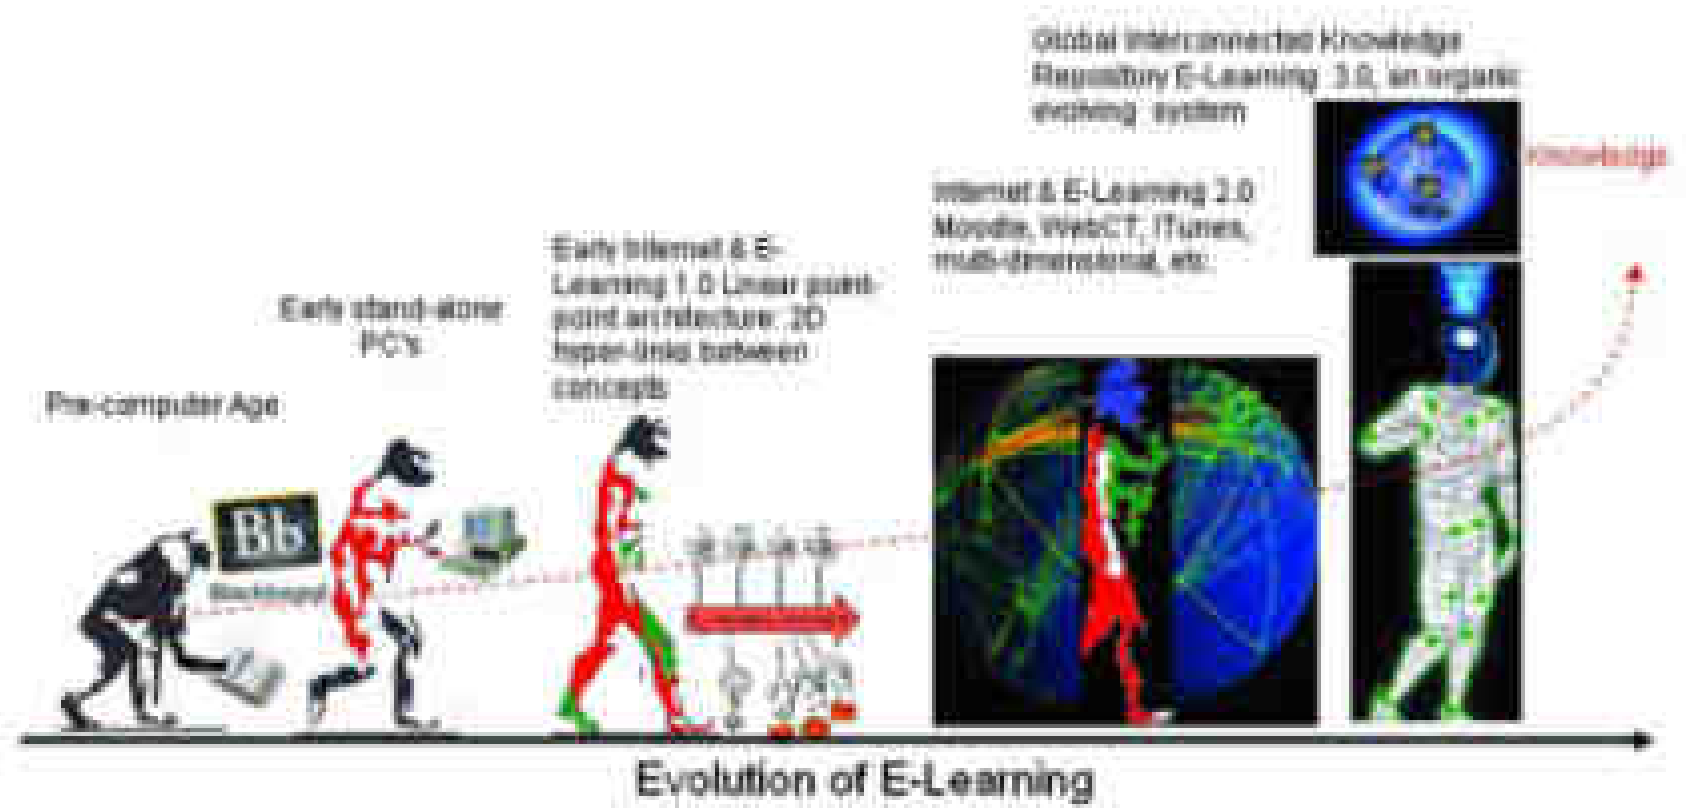 Global Interconnected Knowledge
Repository E-Learning 3.0, an organic
evolving system
Knowledge
Internet & E-Learning 2.0
Moodle, WebCT, iTunes,
multi-dimensional, etc.
Early Internet & E-
Learning 1.0 Linear point-
point architecture: 2D
hyper-links between
concepts
Early stand-alone
PC's
Pre-computer Age
Bb
Blackboard
Evolution of E-Learning